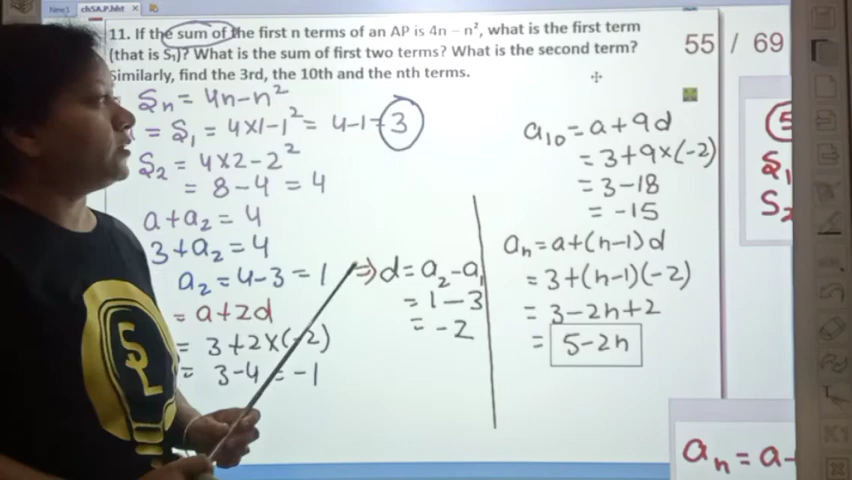 New1 ch5A.P.hht ×
11. If the sum of the first n terms of an AP is 4n – n², what is the first term
(that is S₁)? What is the sum of first two terms? What is the second term?
Similarly, find the 3rd, the 10th and the nth terms.
55 / 69
Sn = 4n – n²
= S₁ = 4×1–1² = 4–1 = 3
S₂ = 4×2–2²
= 8–4 = 4
a+a₂ = 4
3+a₂ = 4
a₂ = 4–3 = 1
= a+2d
= 3+2×(-2)
= 3–4 = –1
⇒ d = a₂–a₁
= 1–3
= –2
a₁₀ = a+9d
= 3+9×(-2)
= 3–18
= –15
an = a+(n–1)d
= 3+(n–1)(-2)
= 3–2n+2
= 5–2n
S₁
S₂
an = a-
SL